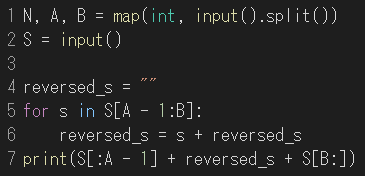 1 N, A, B = map(int, input().split())
2 S = input()
3
4 reversed_s = ""
5 for s in S[A - 1:B]:
6     reversed_s = s + reversed_s
7 print(S[:A - 1] + reversed_s + S[B:])